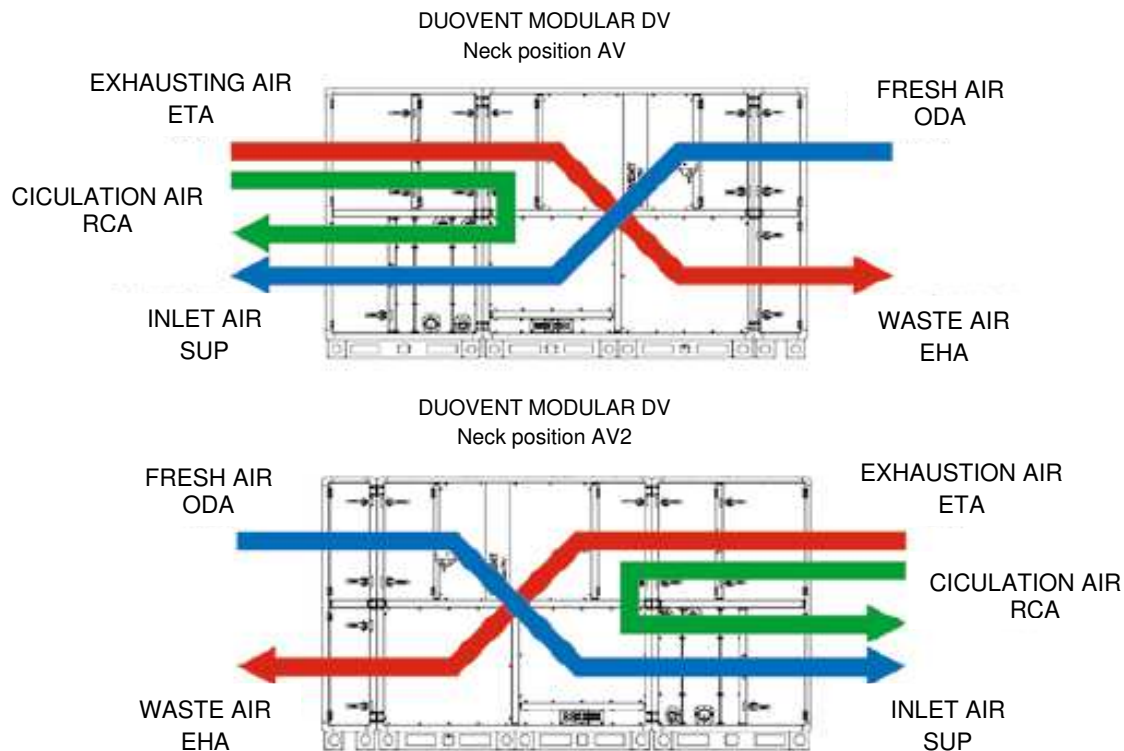 DUOVENT MODULAR DV
Neck position AV
EXHAUSTING AIR
ETA
FRESH AIR
ODA
CICULATION AIR
RCA
INLET AIR
SUP
WASTE AIR
EHA
DUOVENT MODULAR DV
Neck position AV2
FRESH AIR
ODA
EXHAUSTION AIR
ETA
CICULATION AIR
RCA
WASTE AIR
EHA
INLET AIR
SUP